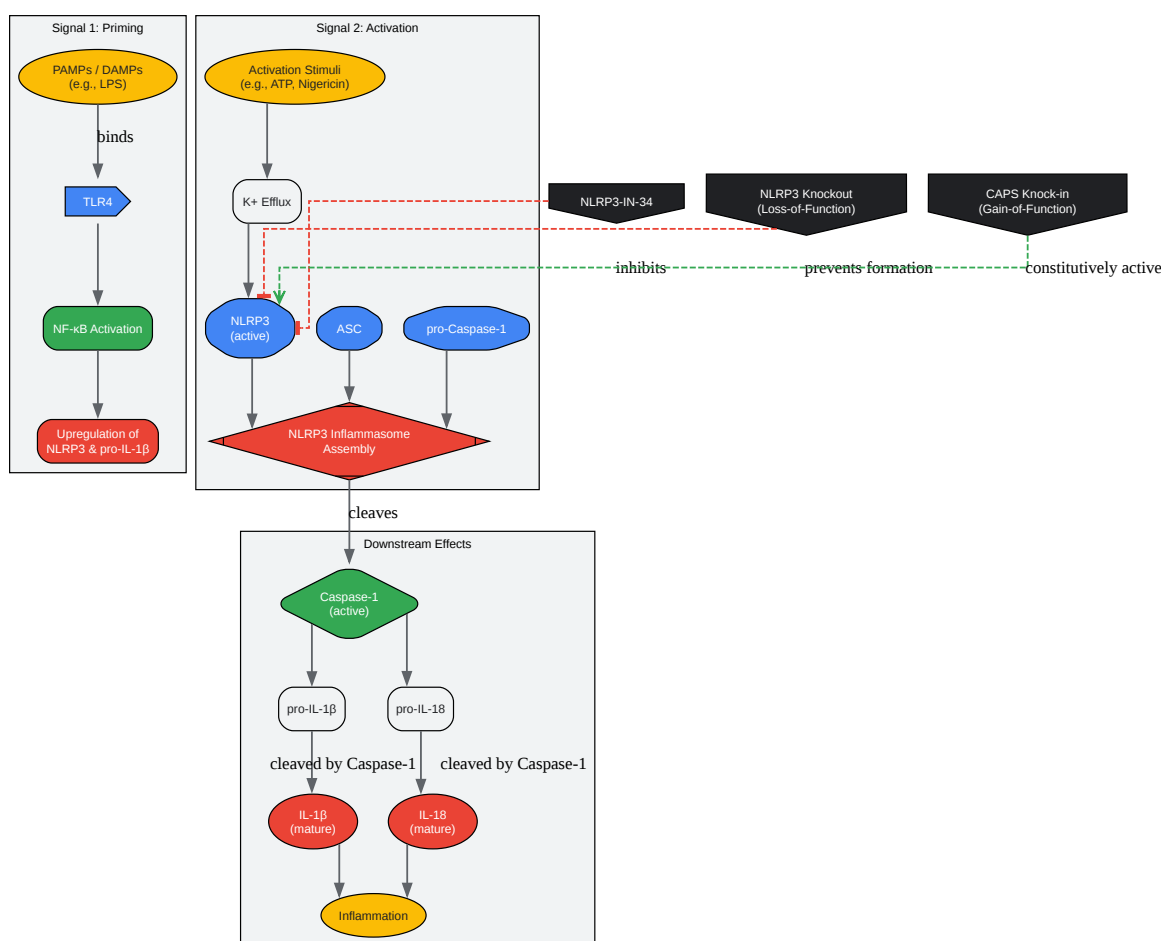 Signal 1: Priming
PAMPs / DAMPs
(e.g., LPS)
binds
TLR4
NF-κB Activation
Upregulation of
NLRP3 & pro-IL-1β
Signal 2: Activation
Activation Stimuli
(e.g., ATP, Nigericin)
K+ Efflux
NLRP3
(active)
ASC
pro-Caspase-1
NLRP3 Inflammasome
Assembly
NLRP3-IN-34
NLRP3 Knockout
(Loss-of-Function)
CAPS Knock-in
(Gain-of-Function)
inhibits
prevents formation
constitutively active
cleaves
Downstream Effects
Caspase-1
(active)
pro-IL-1β
pro-IL-18
cleaved by Caspase-1
cleaved by Caspase-1
IL-1β
(mature)
IL-18
(mature)
Inflammation